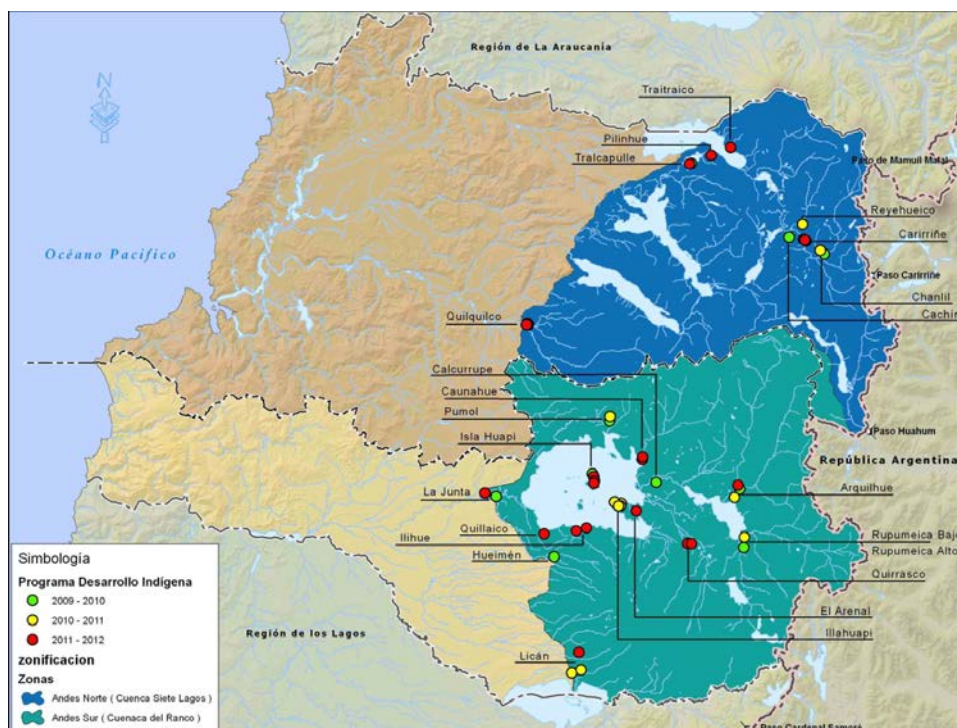 Región de La Araucanía
Traitraico
Pilinhue
Tralcapulle
Paso de Mamuil Malal
Reyehueico
Océano Pacífico
Carirriñe
Paso Carirriñe
Chanlil
Cachin
Quilquilco
Calcurrupe
Caunahue
Pumol
Paso Huahum
Isla Huapi
República Argentina
La Junta
Arquilhue
Quillaico
Ilihue
Rupumeica Bajo
Hueimén
Rupumeica Alto
Quirrasco
El Arenal
Illahuapi
Región de los Lagos
Licán
Paso Cardenal Samoré
N
Simbología
Programa Desarrollo Indígena
2009 - 2010
2010 - 2011
2011 - 2012
zonificacion
Zonas
Andes Norte ( Cuenca Siete Lagos )
Andes Sur ( Cuenaca del Ranco )